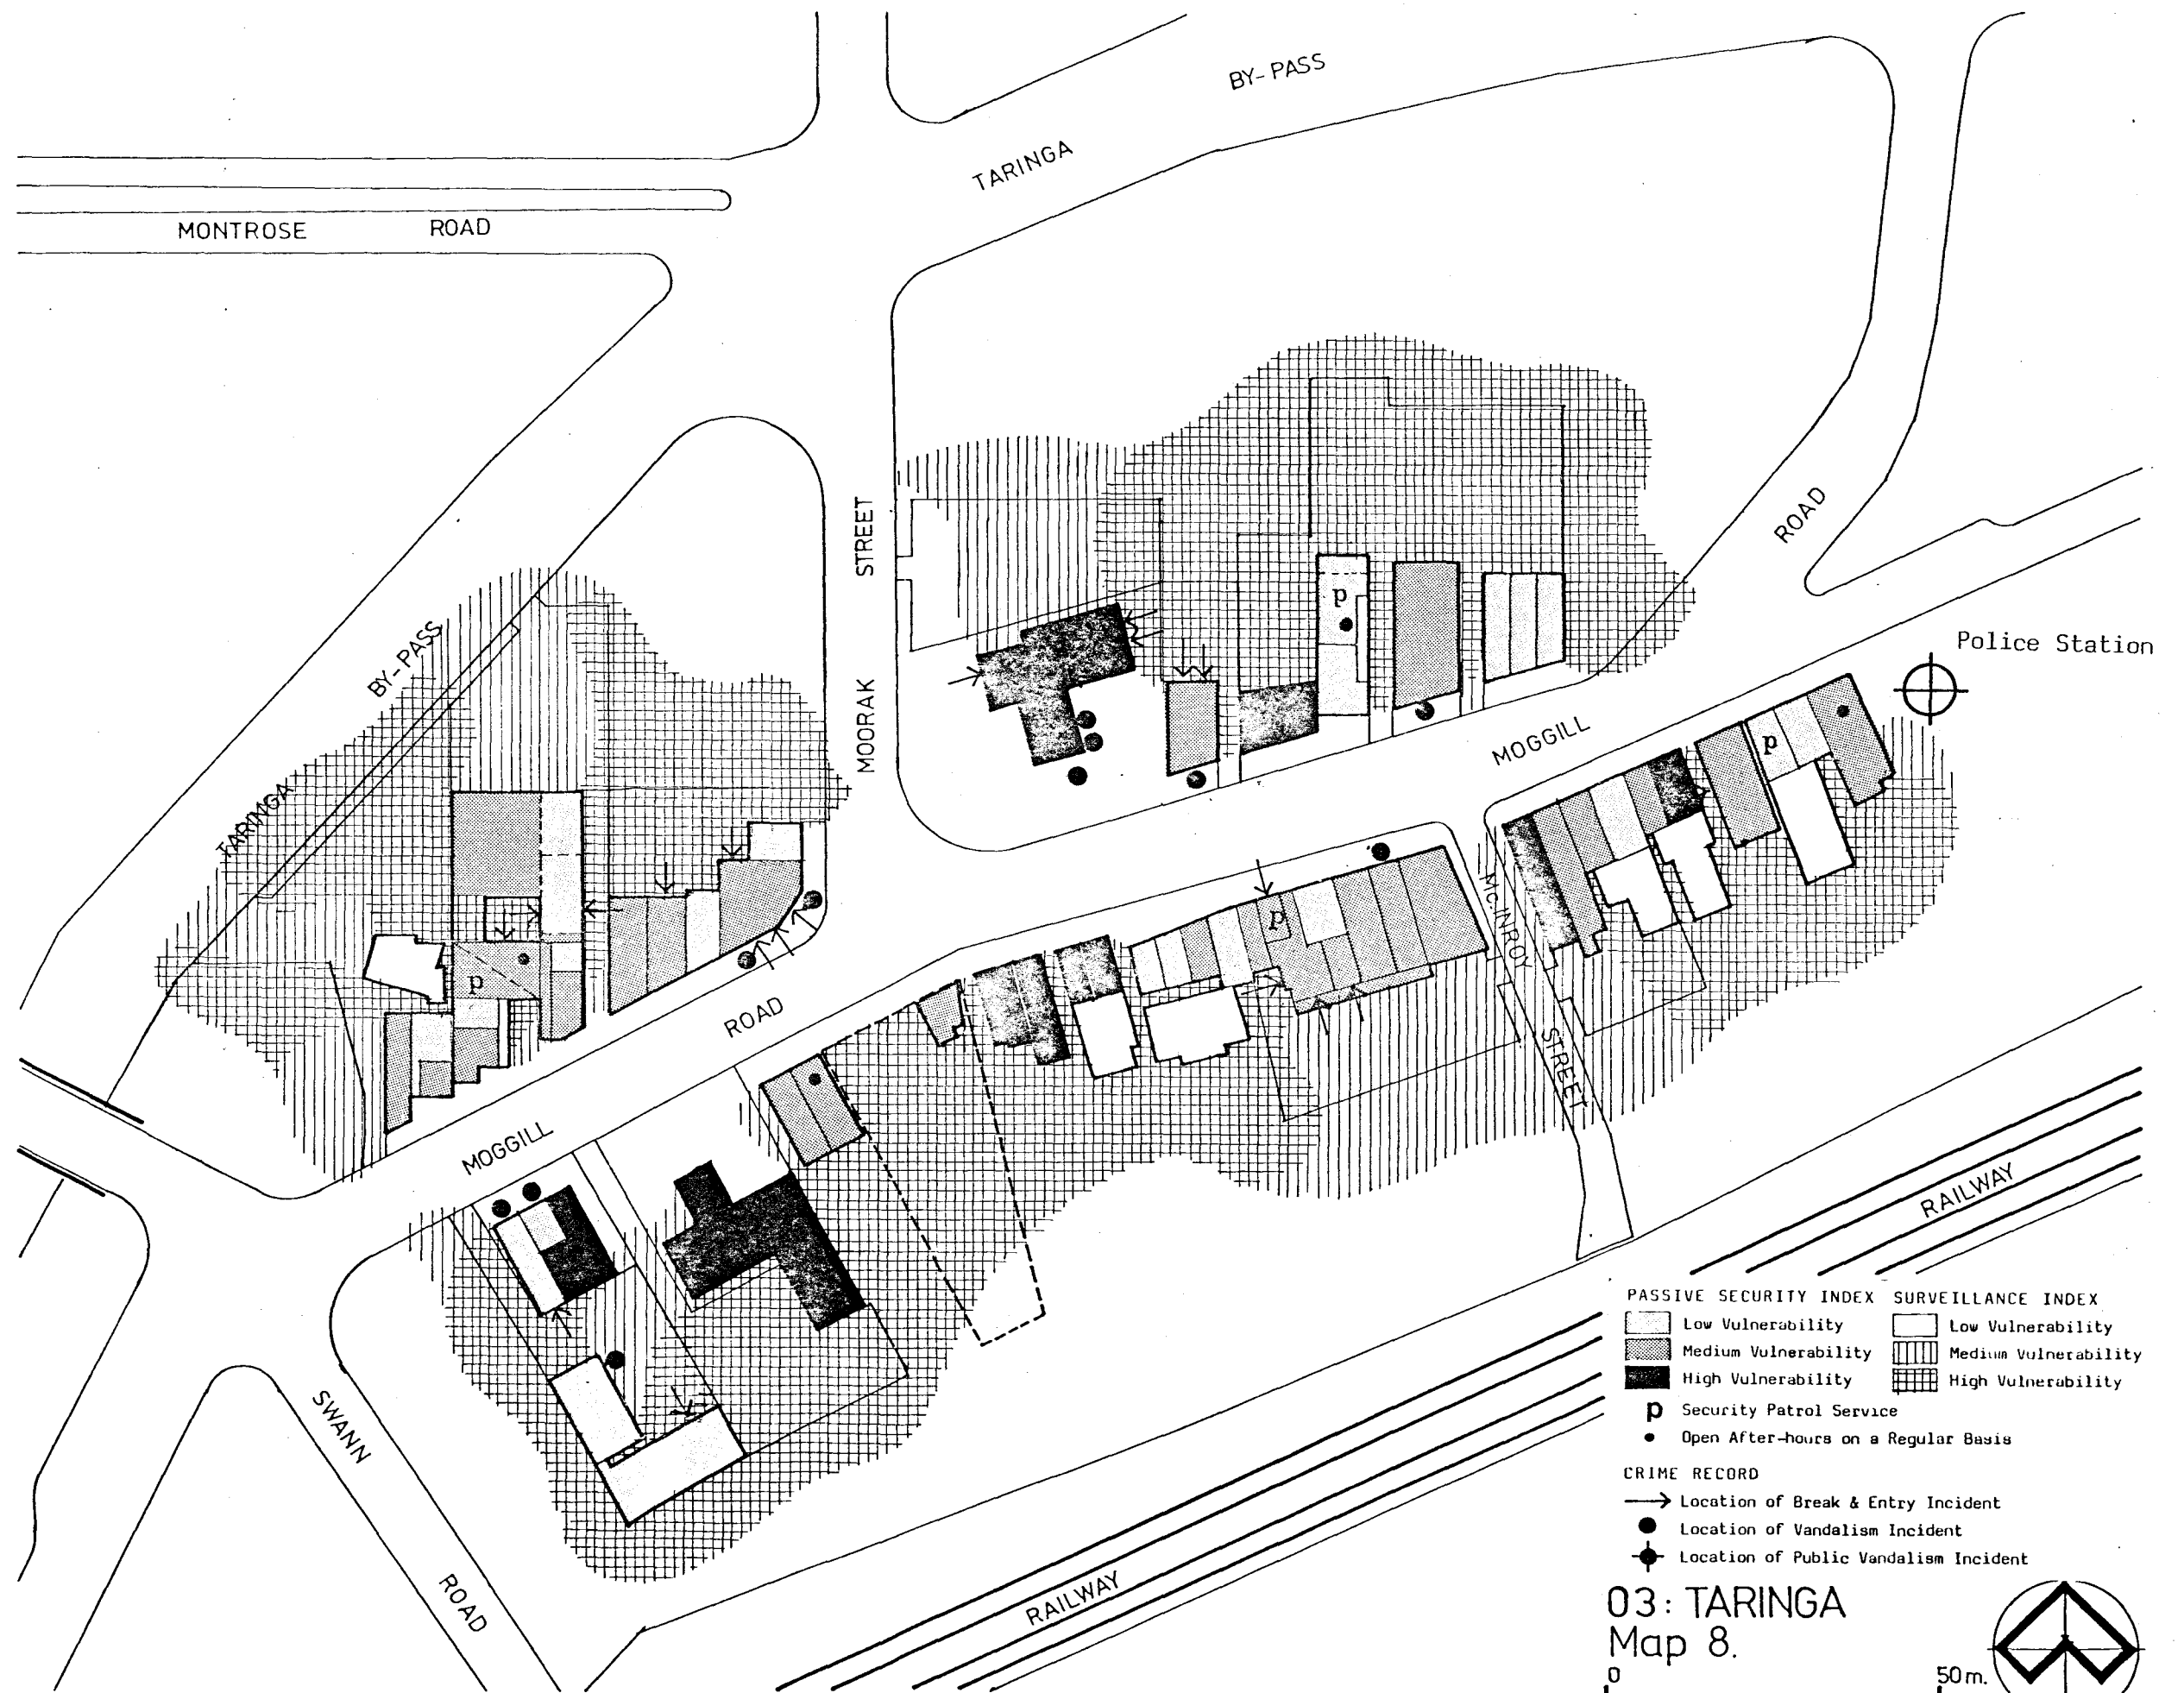 BY-PASS
TARINGA
MONTROSE ROAD
STREET
MOORAK
ROAD
Police Station
BY-PASS
TARINGA
MOGGILL
p
p
p
p
Mc.INROY
STREET
ROAD
MOGGILL
RAILWAY
SWANN
ROAD
RAILWAY
PASSIVE SECURITY INDEX SURVEILLANCE INDEX
Low Vulnerability Low Vulnerability
Medium Vulnerability Medium Vulnerability
High Vulnerability High Vulnerability
p Security Patrol Service
Open After-hours on a Regular Basis
CRIME RECORD
Location of Break & Entry Incident
Location of Vandalism Incident
Location of Public Vandalism Incident
03: TARINGA
Map 8.
0 50m.